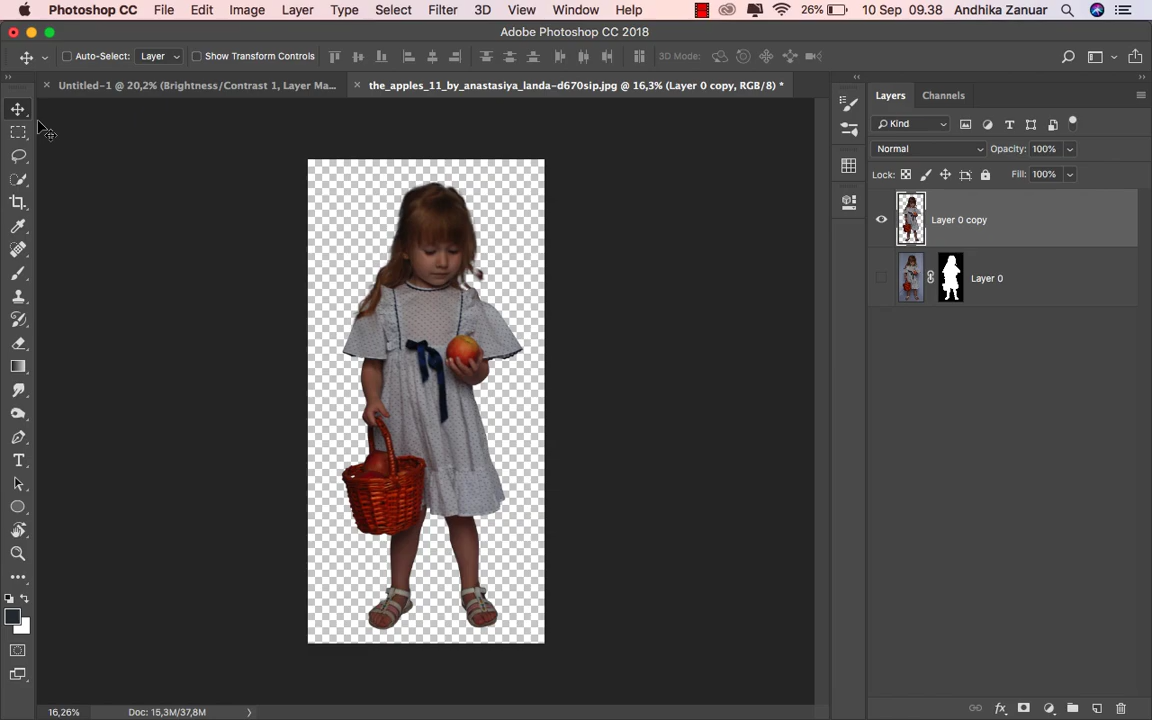 Photoshop CC File Edit Image Layer Type Select Filter 3D View Window Help 26% 10 Sep 09.38 Andhika Zanuar
Adobe Photoshop CC 2018
Auto-Select: Layer Show Transform Controls 3D Mode:
Untitled-1 @ 20,2% (Brightness/Contrast 1, Layer Ma... the_apples_11_by_anastasiya_landa-d670sip.jpg @ 16,3% (Layer 0 copy, RGB/8) *
Layers Channels
Kind
Normal Opacity: 100%
Lock: Fill: 100%
Layer 0 copy
Layer 0
16,26% Doc: 15,3M/37,8M